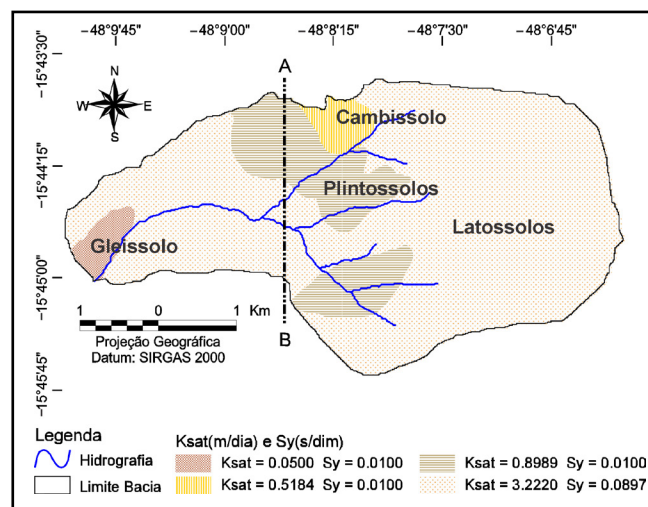 -48°9'45" -48°9'00" -48°8'15" -48°7'30" -48°6'45"
-15°43'30"
-15°44'15"
-15°45'00"
-15°45'45"
N
W E
S
A
Cambissolo
Plintossolos
Latossolos
Gleissolo
B
1 0 1 Km
Projeção Geográfica
Datum: SIRGAS 2000
Legenda
Hidrografia
Limite Bacia
Ksat(m/dia) e Sy(s/dim)
Ksat = 0.0500 Sy = 0.0100
Ksat = 0.8989 Sy = 0.0100
Ksat = 0.5184 Sy = 0.0100
Ksat = 3.2220 Sy = 0.0897